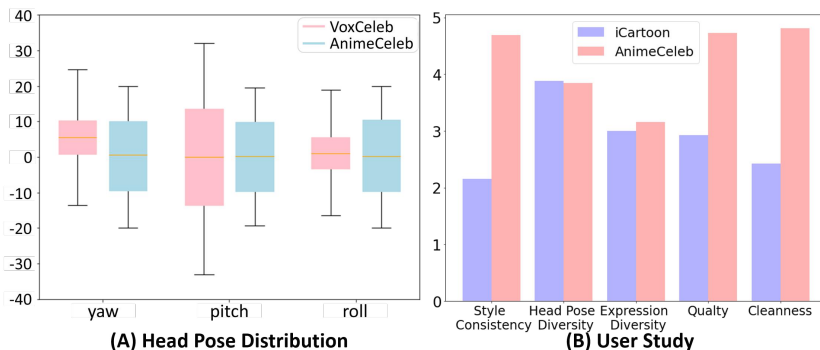 40
30
20
10
0
-10
-20
-30
-40
VoxCeleb
AnimeCeleb
yaw
pitch
roll
(A) Head Pose Distribution
5
4
3
2
1
0
iCartoon
AnimeCeleb
Style
Consistency
Head Pose
Diversity
Expression
Diversity
Qualty
Cleanness
(B) User Study